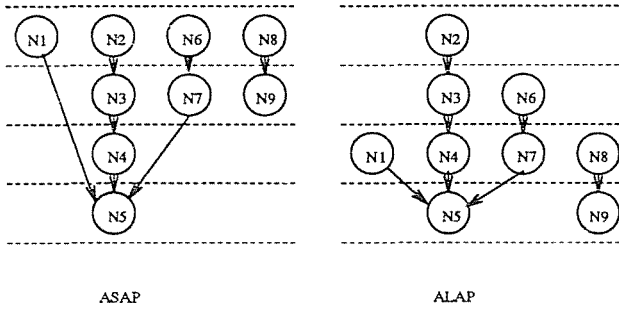 N1 N2 N6 N8 N2
N3 N7 N9 N3 N6
N4 N1 N4 N7 N8
N5 N5 N9
ASAP ALAP